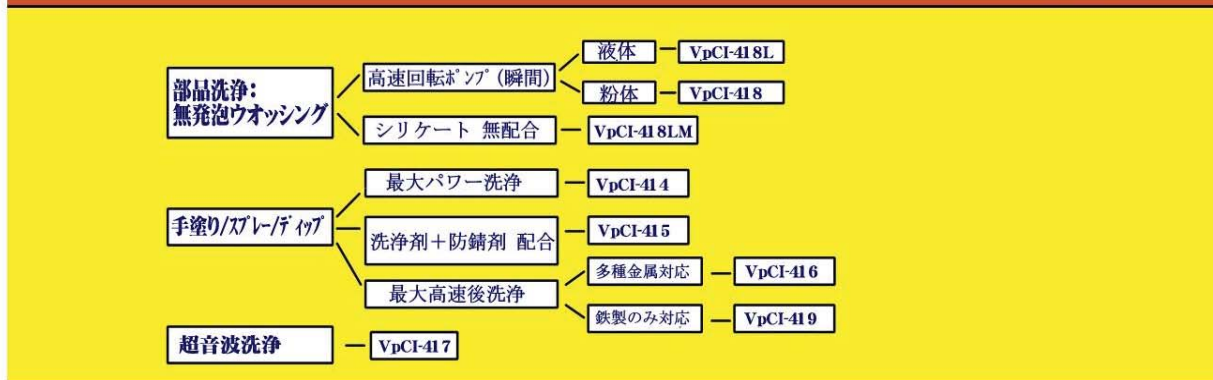 部品洗浄:
無発泡ウオッシング
高速回転ﾎﾟﾝﾌﾟ(瞬間)
液体
VpCI-418L
粉体
VpCI-418
シリケート 無配合
VpCI-418LM
手塗り/ｽﾌﾟﾚｰ/ﾃﾞｨｯﾌﾟ
最大パワー洗浄
VpCI-414
洗浄剤＋防錆剤 配合
VpCI-415
最大高速後洗浄
多種金属対応
VpCI-416
鉄製のみ対応
VpCI-419
超音波洗浄
VpCI-417